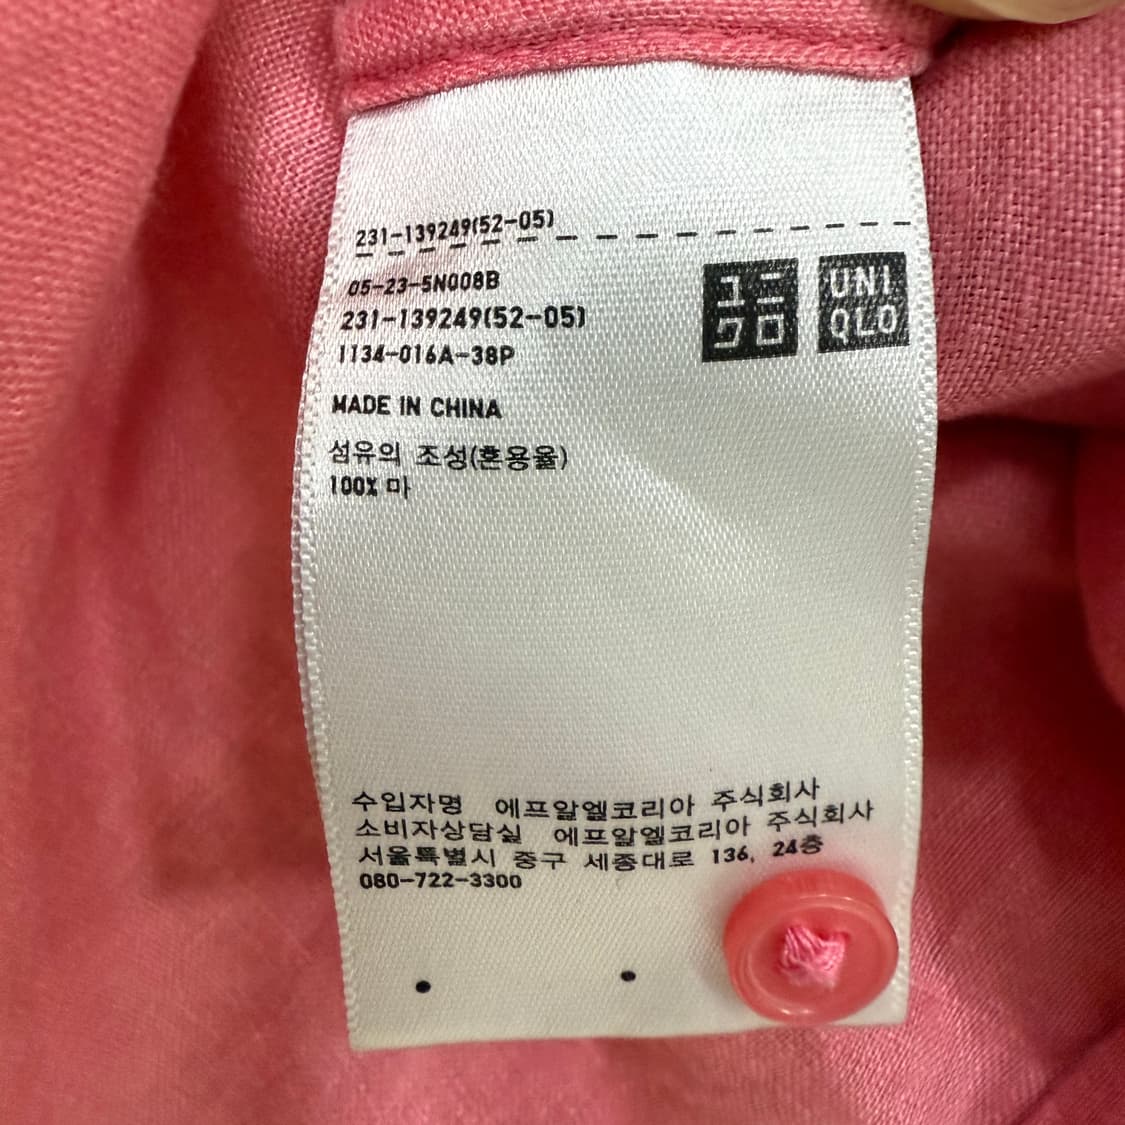 231-139249(52-05)
05-23-5N008B
231-139249(52-05)
1134-016A-38P
ユニ
クロ
UNI
QLO
MADE IN CHINA
섬유의 조성(혼용율)
100% 마
수입자명 에프알엘코리아 주식회사
소비자상담실 에프알엘코리아 주식회사
서울특별시 중구 세종대로 136, 24층
080-722-3300